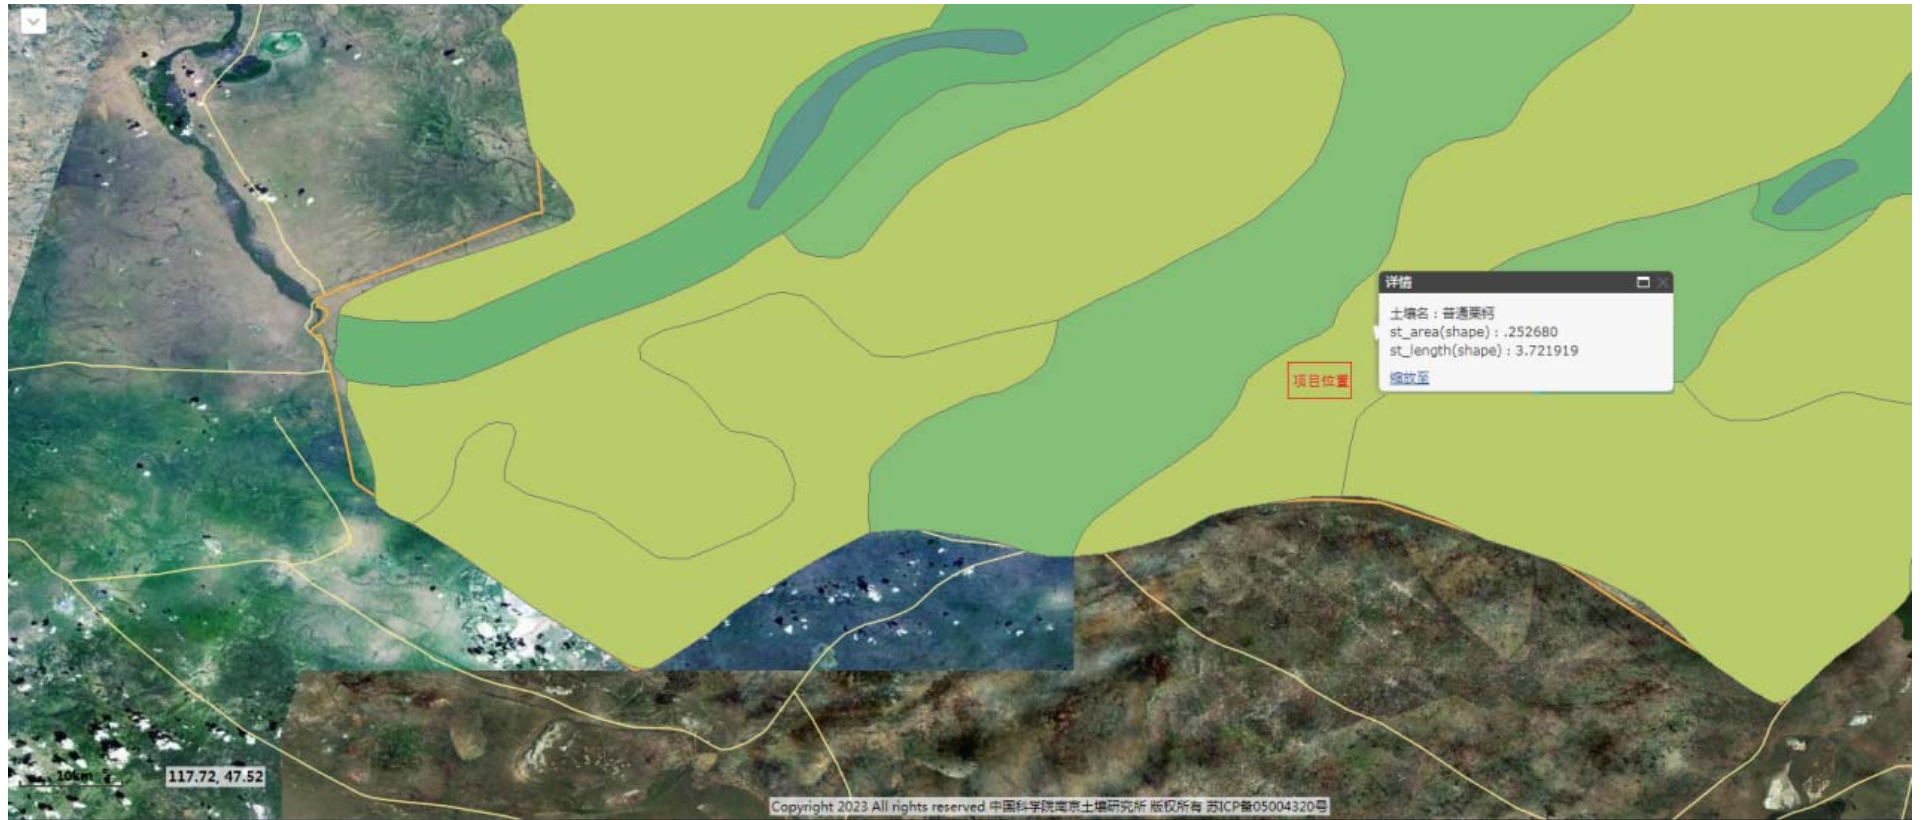 详情
土壤名：普通栗钙
st_area(shape)：.252680
st_length(shape)：3.721919
缩放至
项目位置
10km
117.72, 47.52
Copyright 2023 All rights reserved 中国科学院南京土壤研究所 版权所有 苏ICP备05004320号